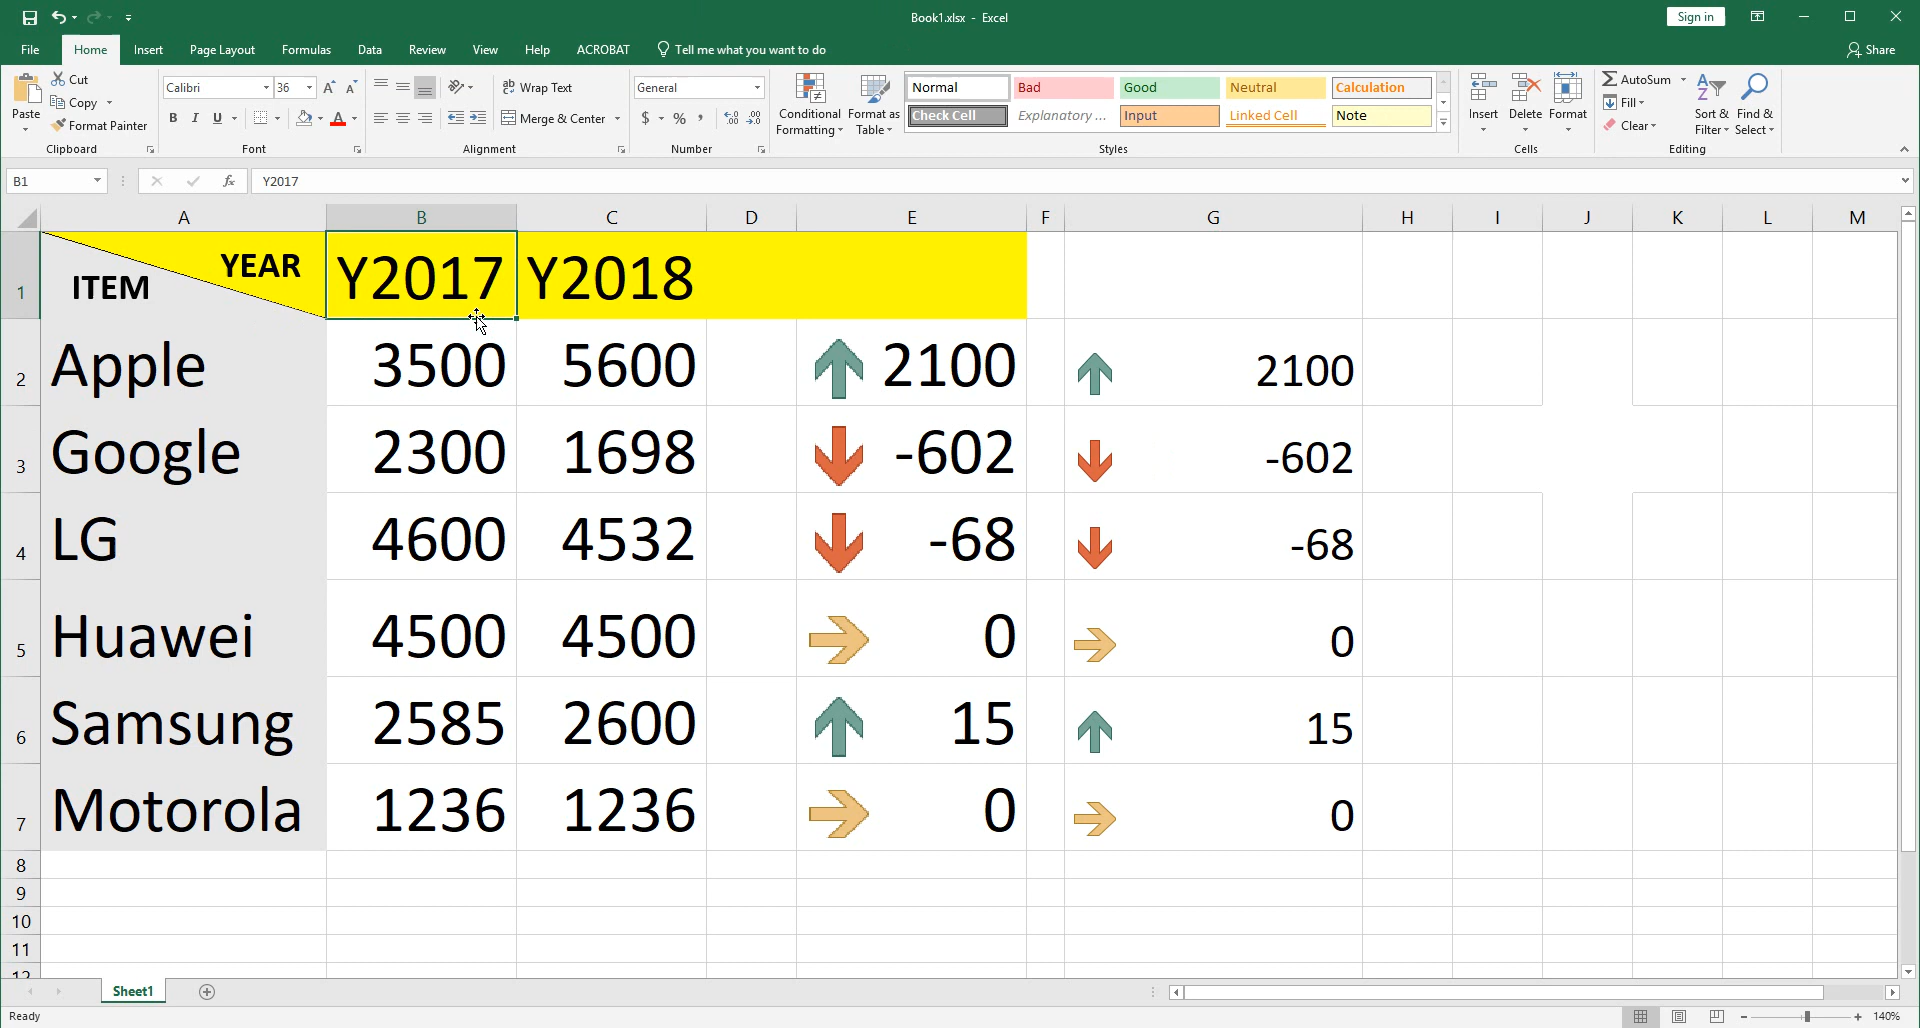 Book1.xlsx - Excel
Sign in
File Home Insert Page Layout Formulas Data Review View Help ACROBAT Tell me what you want to do Share
Paste
Cut
Copy
Format Painter
Clipboard
Calibri 36
B I U
Font
Wrap Text
Merge & Center
Alignment
General
$ % ,
Number
Conditional Formatting
Format as Table
Normal Bad Good Neutral Calculation
Check Cell Explanatory ... Input Linked Cell Note
Styles
Insert Delete Format
Cells
AutoSum
Fill
Clear
Sort & Filter
Find & Select
Editing
B1 fx Y2017
A B C D E F G H I J K L M
1 ITEM YEAR Y2017 Y2018
2 Apple 3500 5600 2100 2100
3 Google 2300 1698 -602 -602
4 LG 4600 4532 -68 -68
5 Huawei 4500 4500 0 0
6 Samsung 2585 2600 15 15
7 Motorola 1236 1236 0 0
8
9
10
11
12
Sheet1
Ready 140%